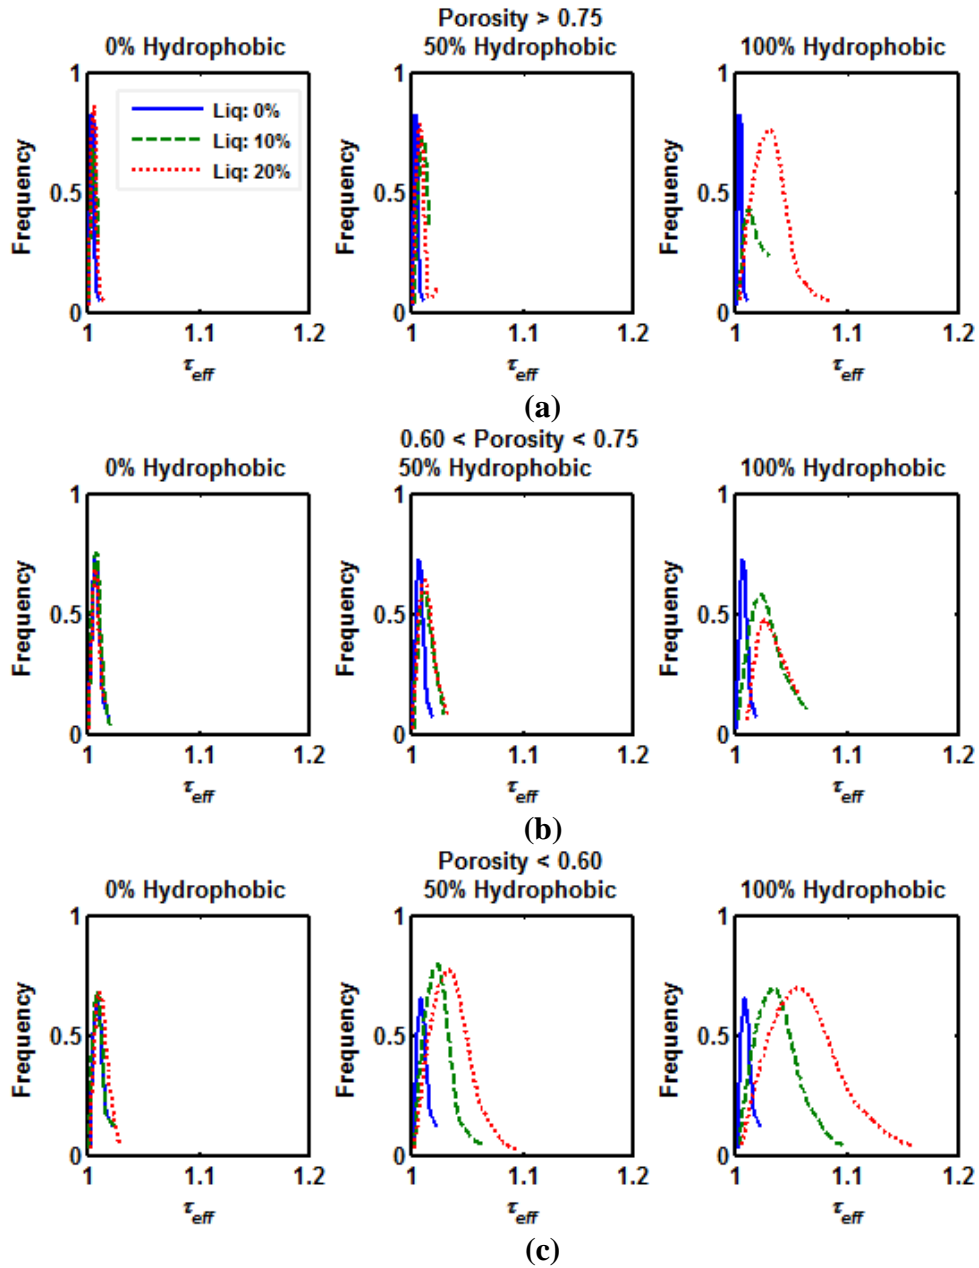 Porosity > 0.75
0% Hydrophobic 50% Hydrophobic 100% Hydrophobic
1 1 1
Liq: 0%
Liq: 10%
Liq: 20%
0.5 0.5 0.5
Frequency Frequency Frequency
0 0 0
1 1.1 1.2 1 1.1 1.2 1 1.1 1.2
τeff τeff τeff
(a)
0.60 < Porosity < 0.75
0% Hydrophobic 50% Hydrophobic 100% Hydrophobic
1 1 1
0.5 0.5 0.5
Frequency Frequency Frequency
0 0 0
1 1.1 1.2 1 1.1 1.2 1 1.1 1.2
τeff τeff τeff
(b)
Porosity < 0.60
0% Hydrophobic 50% Hydrophobic 100% Hydrophobic
1 1 1
0.5 0.5 0.5
Frequency Frequency Frequency
0 0 0
1 1.1 1.2 1 1.1 1.2 1 1.1 1.2
τeff τeff τeff
(c)